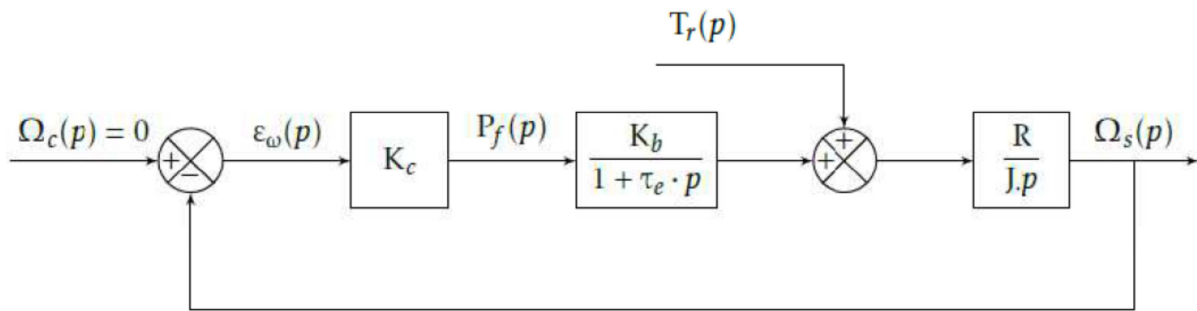 T_r(p)
Ω_c(p) = 0
ε_ω(p)
P_f(p)
Ω_s(p)
+
−
K_c
K_b
1 + τ_e · p
+
+
R
J.p